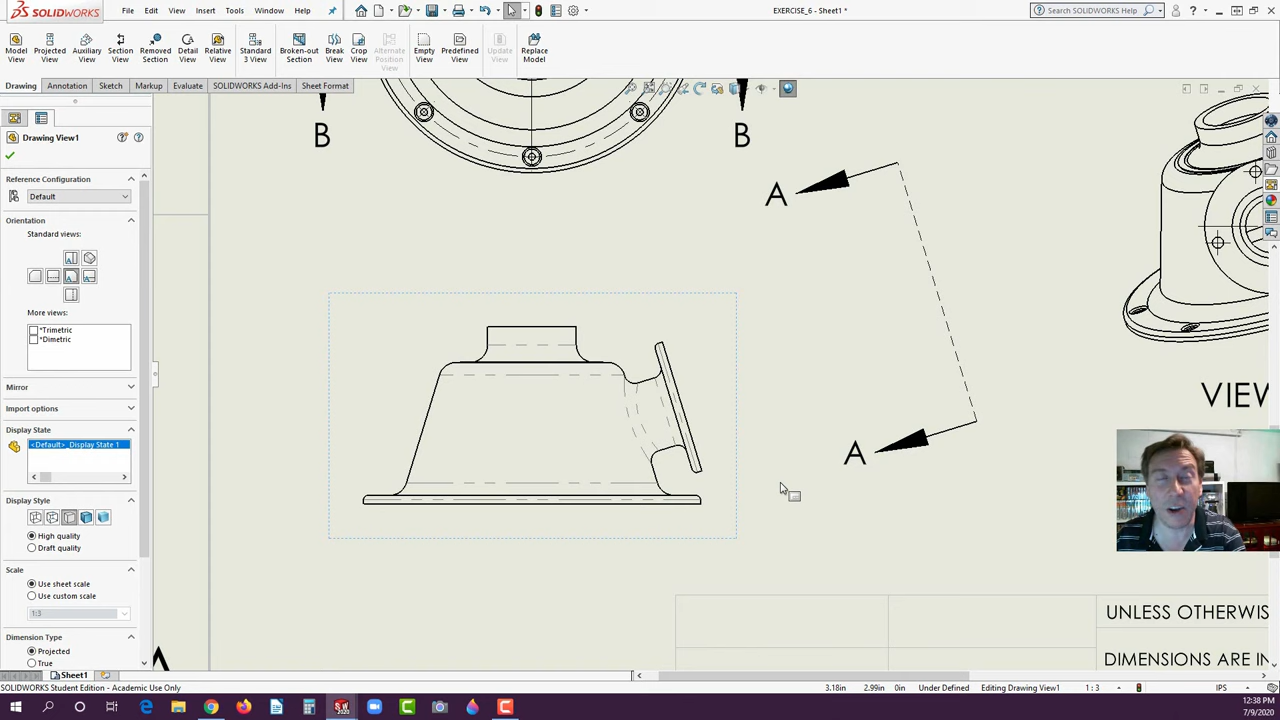 SOLIDWORKS
File Edit View Insert Tools Window Help
EXERCISE_6 - Sheet1 *
Search SOLIDWORKS Help
Model View
Projected View
Auxiliary View
Section View
Removed Section
Detail View
Relative View
Standard 3 View
Broken-out Section
Break View
Crop View
Alternate Position View
Empty View
Predefined View
Update View
Replace Model
Drawing Annotation Sketch Markup Evaluate SOLIDWORKS Add-Ins Sheet Format
Drawing View1
Reference Configuration
Default
Orientation
Standard views:
More views:
*Trimetric
*Dimetric
Mirror
Import options
Display State
<Default>_Display State 1
Display Style
High quality
Draft quality
Scale
Use sheet scale
Use custom scale
1:3
Dimension Type
Projected
True
B
B
A
A
VIEW
UNLESS OTHERWIS
DIMENSIONS ARE IN
Sheet1
SOLIDWORKS Student Edition - Academic Use Only
3.18in 2.99in 0in Under Defined Editing Drawing View1 1 : 3 IPS
12:38 PM
7/9/2020